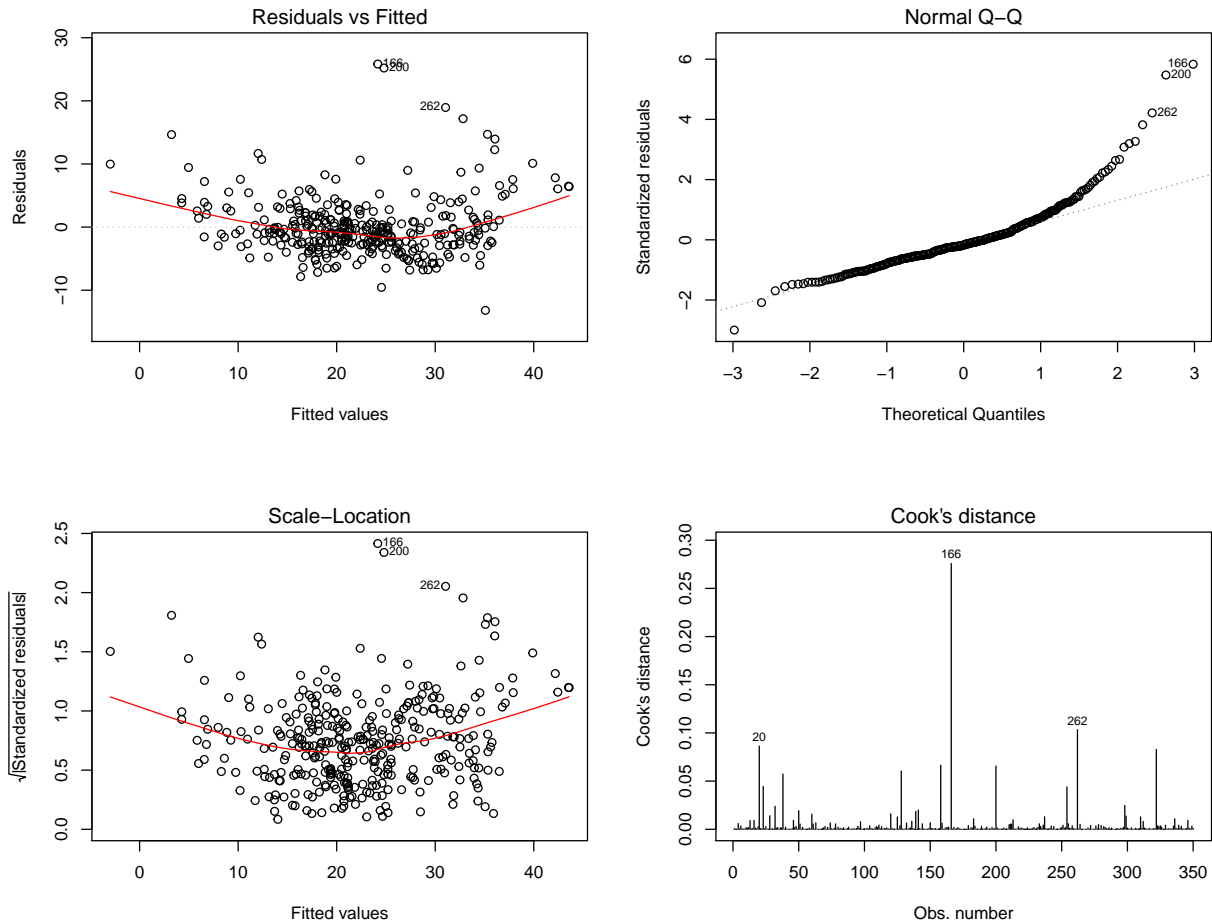 Residuals vs Fitted
Residuals
30
20
10
0
−10
166
200
262
0 10 20 30 40
Fitted values
Normal Q−Q
Standardized residuals
6
4
2
0
−2
166
200
262
−3 −2 −1 0 1 2 3
Theoretical Quantiles
Scale−Location
√|Standardized residuals|
2.5
2.0
1.5
1.0
0.5
0.0
166
200
262
0 10 20 30 40
Fitted values
Cook's distance
Cook's distance
0.30
0.25
0.20
0.15
0.10
0.05
0.00
166
262
20
0 50 100 150 200 250 300 350
Obs. number